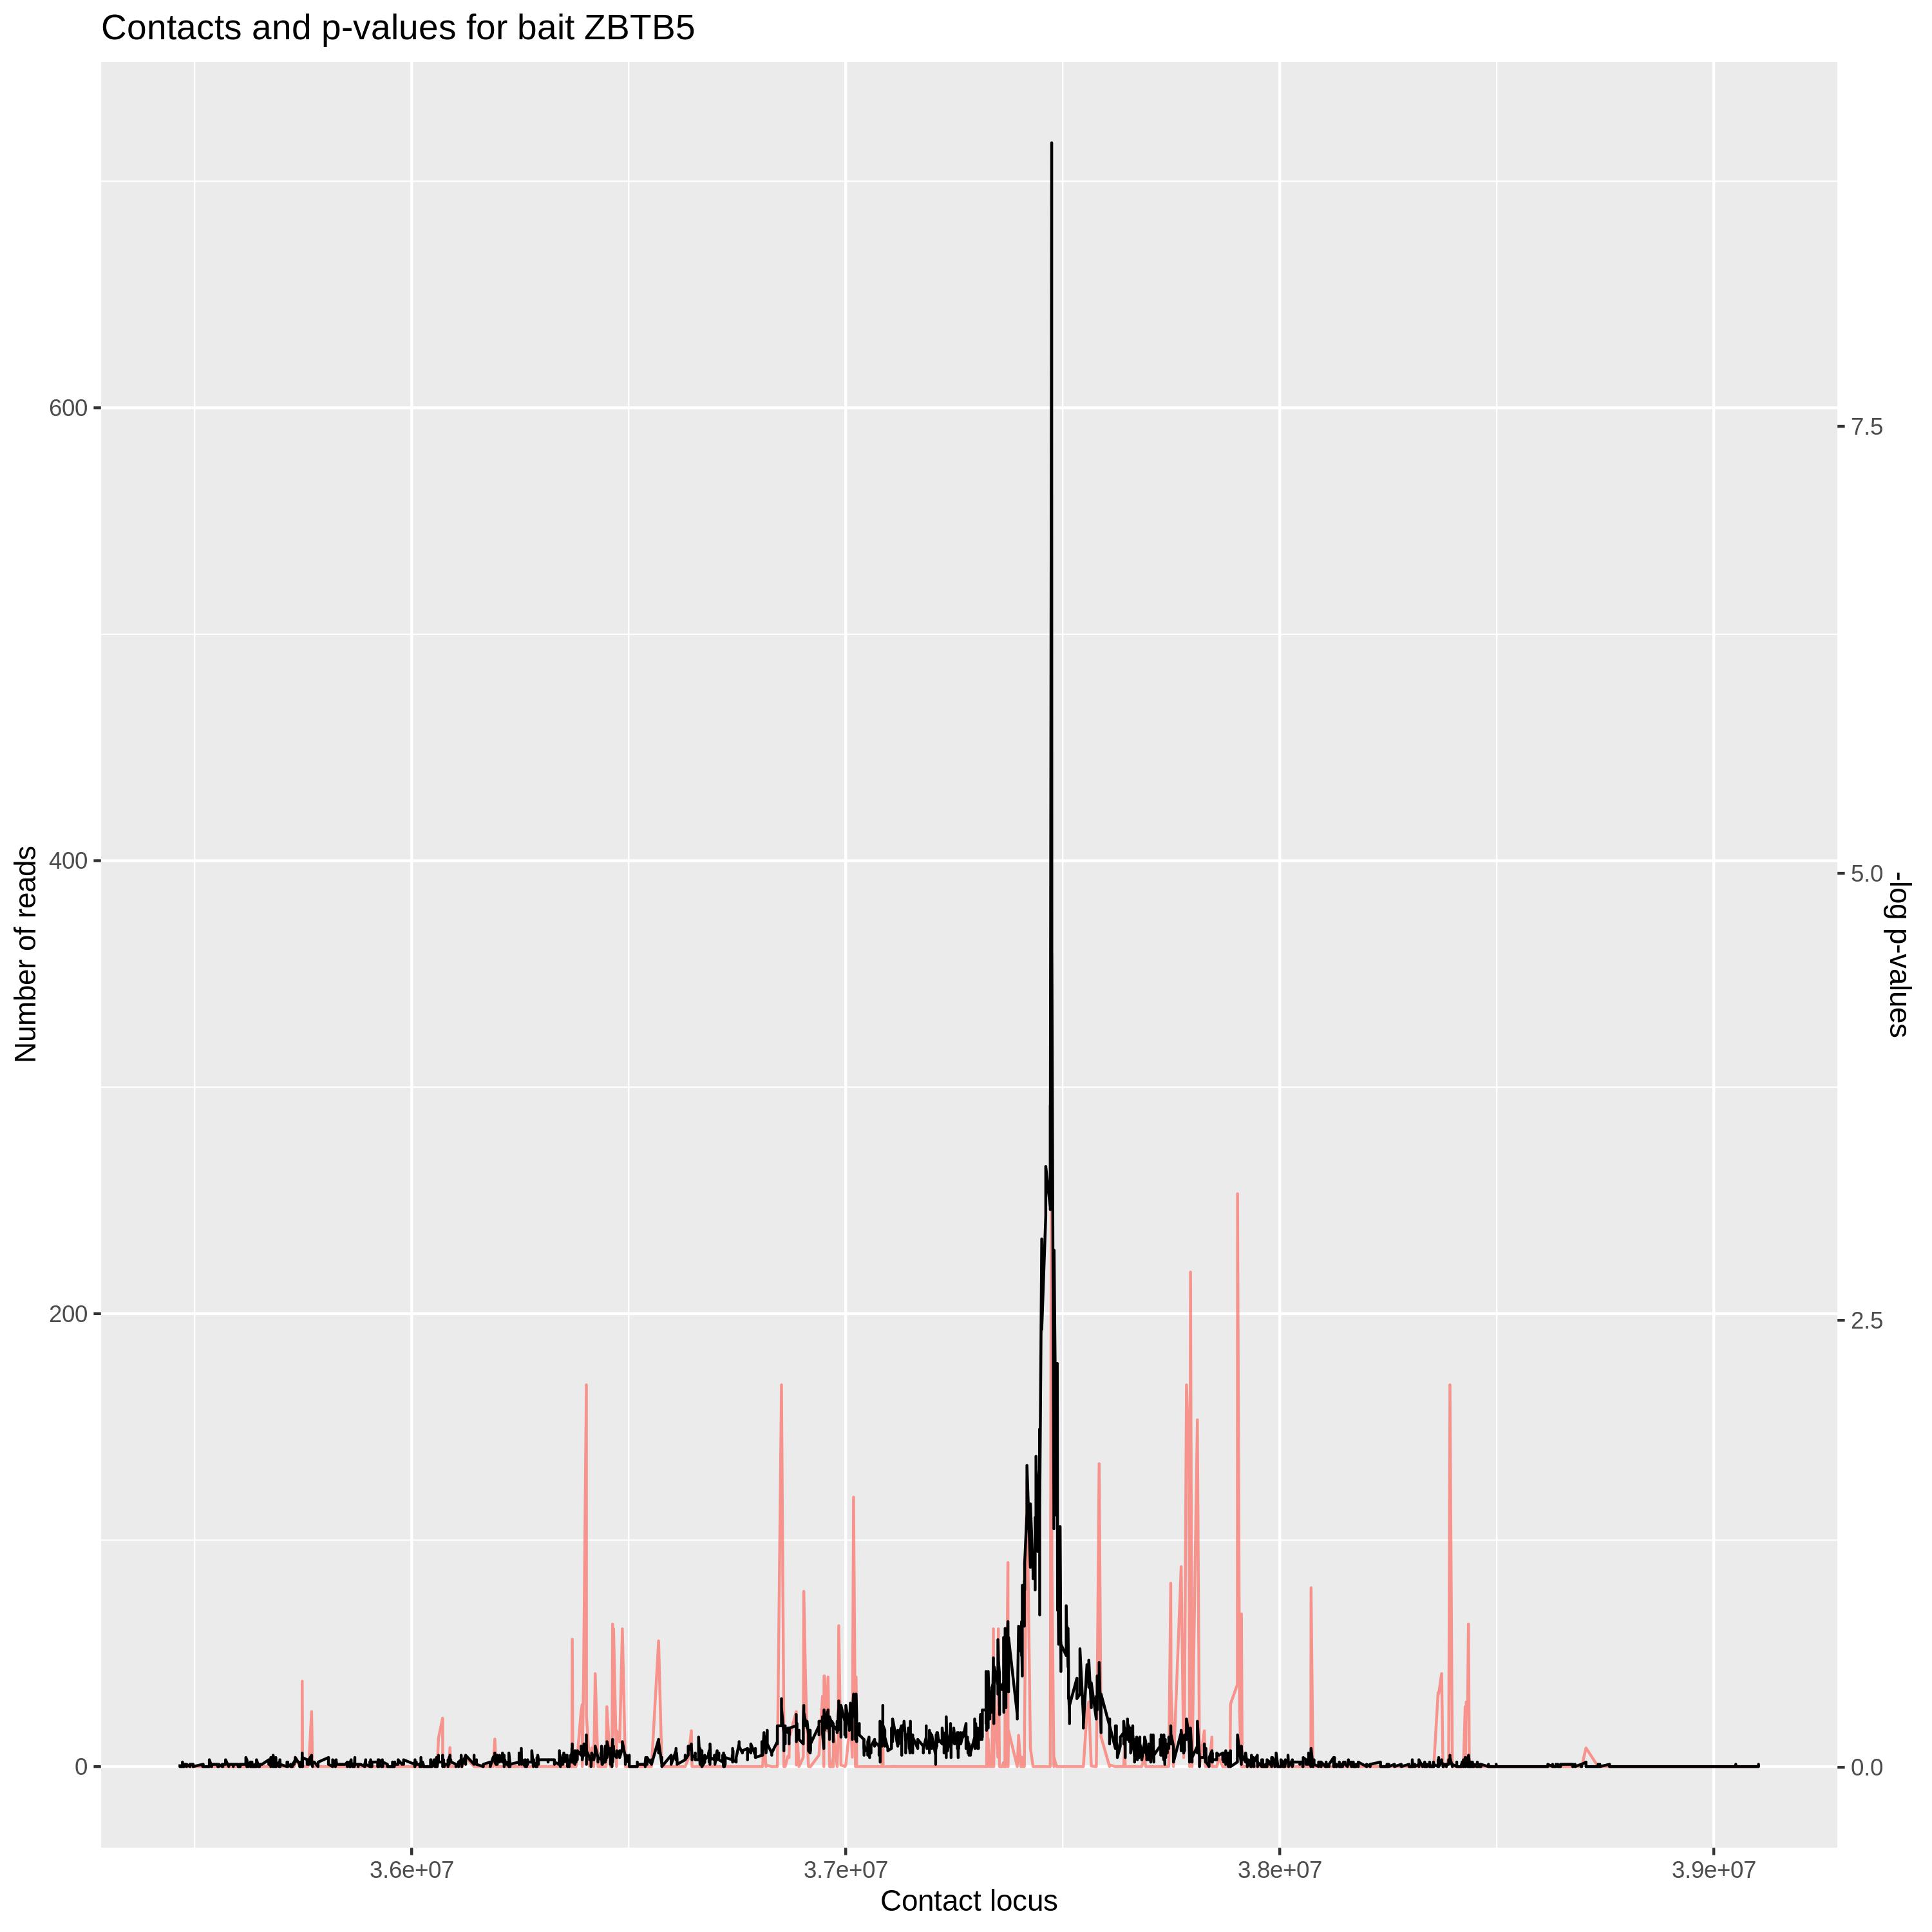 Contacts and p-values for bait ZBTB5
Number of reads
600
400
200
0
7.5
5.0
2.5
0.0
-log p-values
3.6e+07
3.7e+07
3.8e+07
3.9e+07
Contact locus